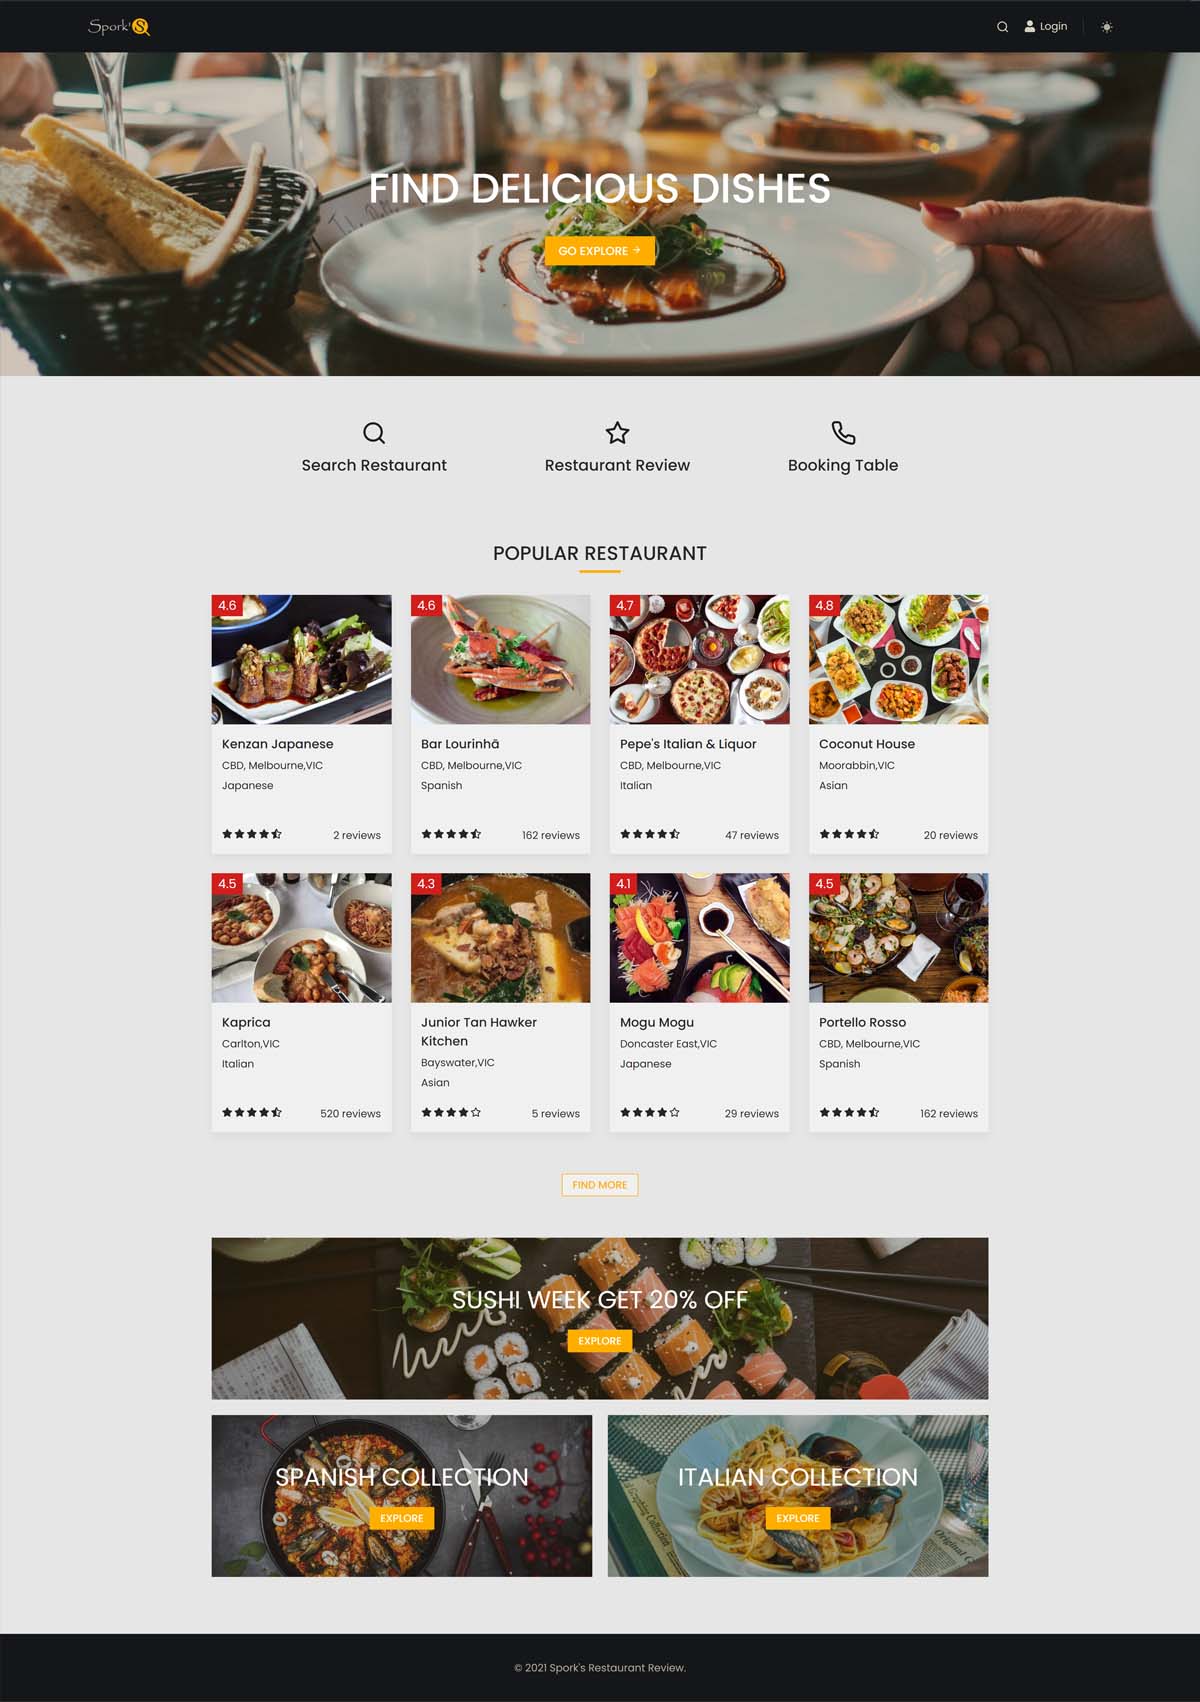 Spork'S
Login
FIND DELICIOUS DISHES
GO EXPLORE →
Search Restaurant
Restaurant Review
Booking Table
POPULAR RESTAURANT
4.6
Kenzan Japanese
CBD, Melbourne,VIC
Japanese
2 reviews
4.6
Bar Lourinhã
CBD, Melbourne,VIC
Spanish
162 reviews
4.7
Pepe's Italian & Liquor
CBD, Melbourne,VIC
Italian
47 reviews
4.8
Coconut House
Moorabbin,VIC
Asian
20 reviews
4.5
Kaprica
Carlton,VIC
Italian
520 reviews
4.3
Junior Tan Hawker
Kitchen
Bayswater,VIC
Asian
5 reviews
4.1
Mogu Mogu
Doncaster East,VIC
Japanese
29 reviews
4.5
Portello Rosso
CBD, Melbourne,VIC
Spanish
162 reviews
FIND MORE
SUSHI WEEK GET 20% OFF
EXPLORE
SPANISH COLLECTION
EXPLORE
ITALIAN COLLECTION
EXPLORE
© 2021 Spork's Restaurant Review.